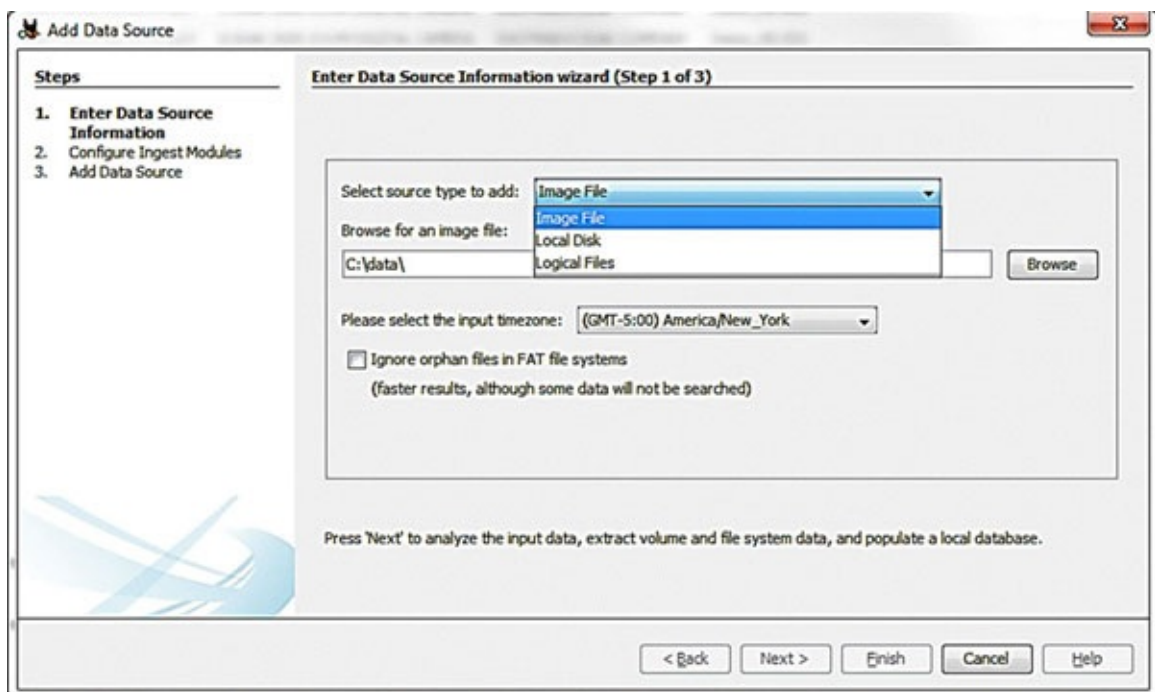 Add Data Source
Steps
1. Enter Data Source
Information
2. Configure Ingest Modules
3. Add Data Source
Enter Data Source Information wizard (Step 1 of 3)
Select source type to add: Image File
Image File
Local Disk
Logical Files
Browse for an image file:
C:\data\
Browse
Please select the input timezone: (GMT-5:00) America/New_York
Ignore orphan files in FAT file systems
(faster results, although some data will not be searched)
Press 'Next' to analyze the input data, extract volume and file system data, and populate a local database.
< Back Next > Finish Cancel Help